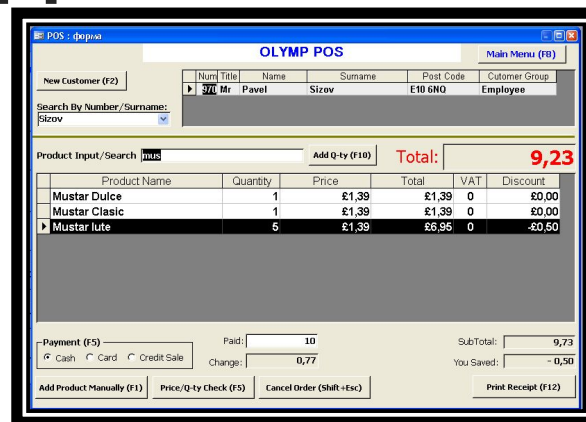 POS : форма
OLYMP POS
Main Menu (F8)
New Customer (F2)
Num Title Name Surname Post Code Cutomer Group
970 Mr Pavel Sizov E10 6NQ Employee
Search By Number/Surname:
Sizov
Product Input/Search mus Add Q-ty (F10) Total: 9,23
Product Name Quantity Price Total VAT Discount
Mustar Dulce 1 £1,39 £1,39 0 £0,00
Mustar Clasic 1 £1,39 £1,39 0 £0,00
Mustar lute 5 £1,39 £6,95 0 -£0,50
Payment (F5) Paid: 10 SubTotal: 9,73
Cash Card Credit Sale Change: 0,77 You Saved: - 0,50
Add Product Manually (F1) Price/Q-ty Check (F5) Cancel Order (Shift+Esc) Print Receipt (F12)